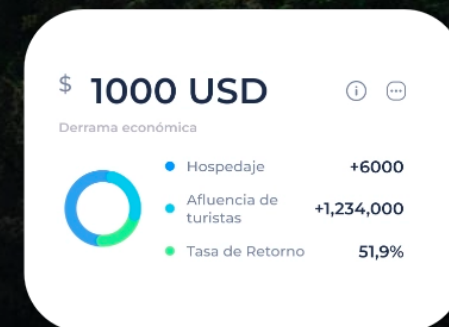 $ 1000 USD
Derrama económica
Hospedaje +6000
Afluencia de
turistas +1,234,000
Tasa de Retorno 51,9%